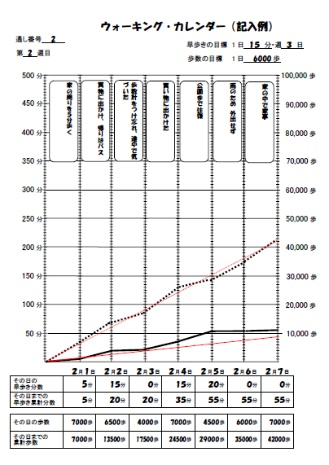 ウォーキング・カレンダー（記入例）
通し番号 2
早歩きの目標 1日 15 分・週 3 日
第 2 週目
歩数の目標 1日 6000 歩
500 分 100,000 歩
450 分 90,000 歩
400 分 80,000 歩
350 分 70,000 歩
300 分 60,000 歩
250 分 50,000 歩
200 分 40,000 歩
150 分 30,000 歩
100 分 20,000 歩
50 分 10,000 歩
家の周りを5分歩く
買物に出かけ、帰りはバス
歩数計をつけ忘れ、途中で気づいた
買い物に出かけた
公園まで往復
雨のため 外出せず
家の中で家事
2月1日 2月2日 2月3日 2月4日 2月5日 2月6日 2月7日
その日の早歩き分数 5分 15分 0分 15分 20分 0分 0分
その日までの早歩き累計分数 5分 20分 20分 35分 55分 55分 55分
その日の歩数 7000歩 6500歩 4000歩 7000歩 4500歩 6000歩 7000歩
その日までの累計歩数 7000歩 13500歩 17500歩 24500歩 29000歩 35000歩 42000歩